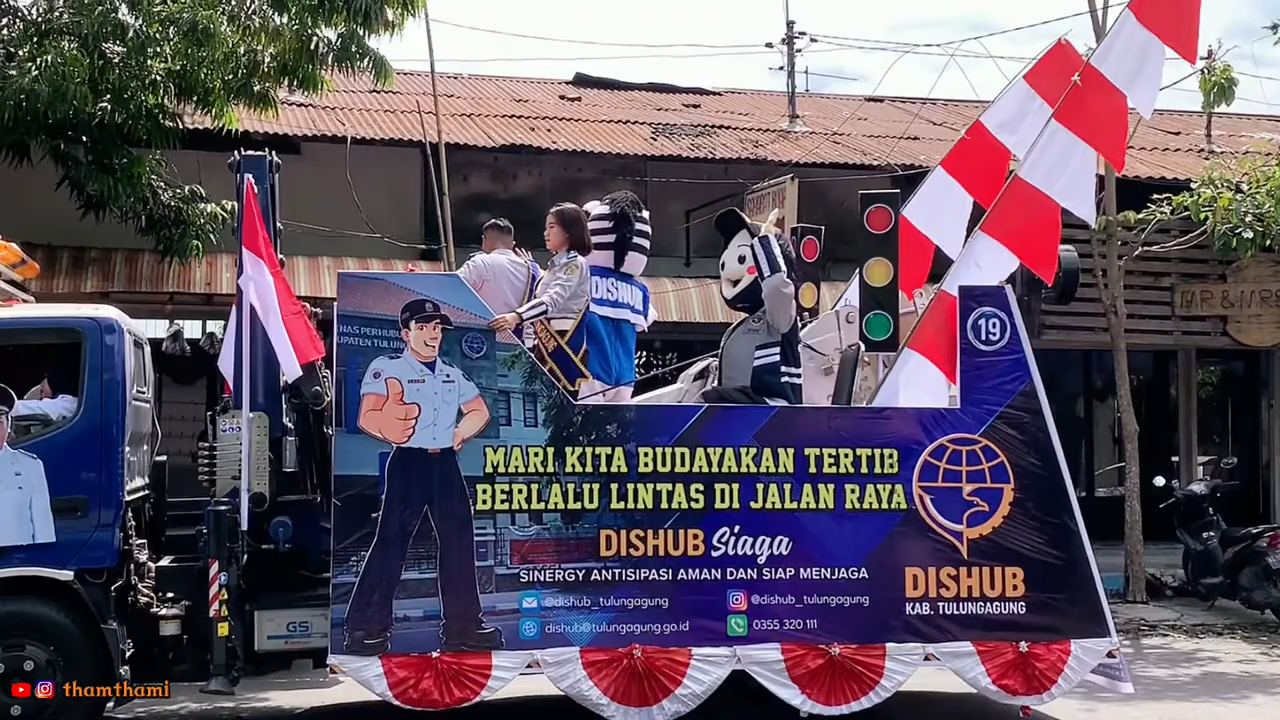 DISHUB
19
MR & MRS
MARI KITA BUDAYAKAN TERTIB
BERLALU LINTAS DI JALAN RAYA
DISHUB Siaga
SINERGY ANTISIPASI AMAN DAN SIAP MENJAGA
@dishub_tulungagung
@dishub_tulungagung
dishub@tulungagung.go.id
0355 320 111
DISHUB
KAB. TULUNGAGUNG
GS
thamthami